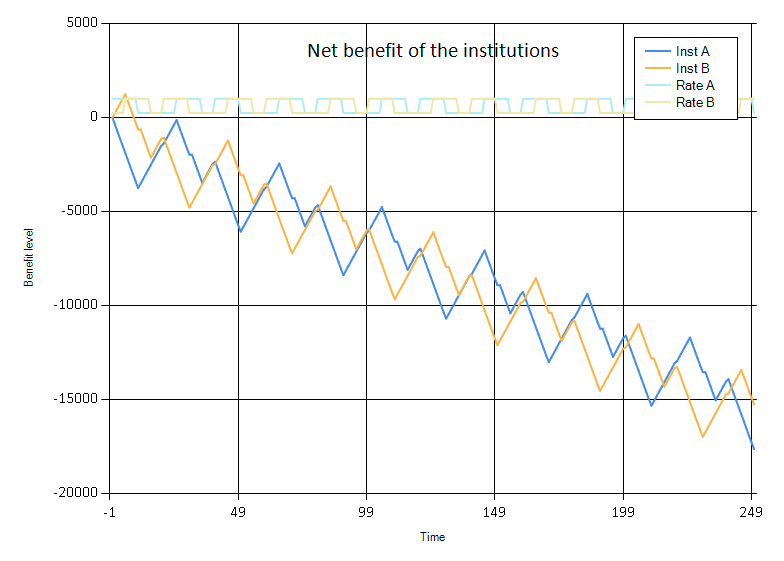 5000
Net benefit of the institutions
Inst A
Inst B
Rate A
Rate B
0
-5000
Benefit level
-10000
-15000
-20000
-1 49 99 149 199 249
Time